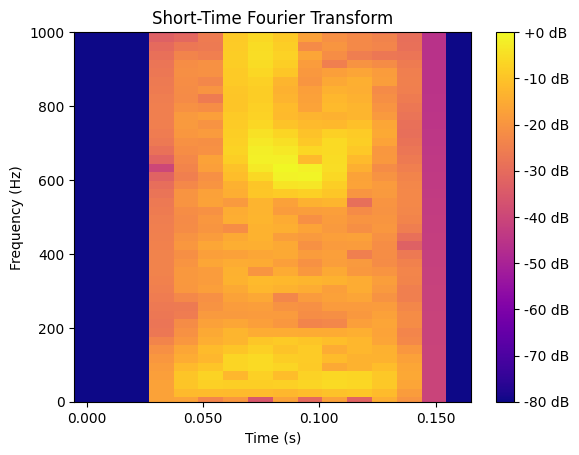 Short-Time Fourier Transform
1000
800
600
400
200
0
Frequency (Hz)
0.000
0.050
0.100
0.150
Time (s)
+0 dB
-10 dB
-20 dB
-30 dB
-40 dB
-50 dB
-60 dB
-70 dB
-80 dB